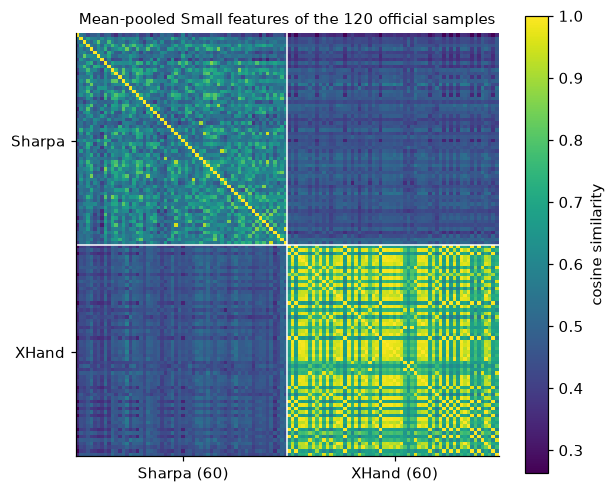 Mean-pooled Small features of the 120 official samples
Sharpa
XHand
Sharpa (60)
XHand (60)
1.0
0.9
0.8
0.7
0.6
0.5
0.4
0.3
cosine similarity